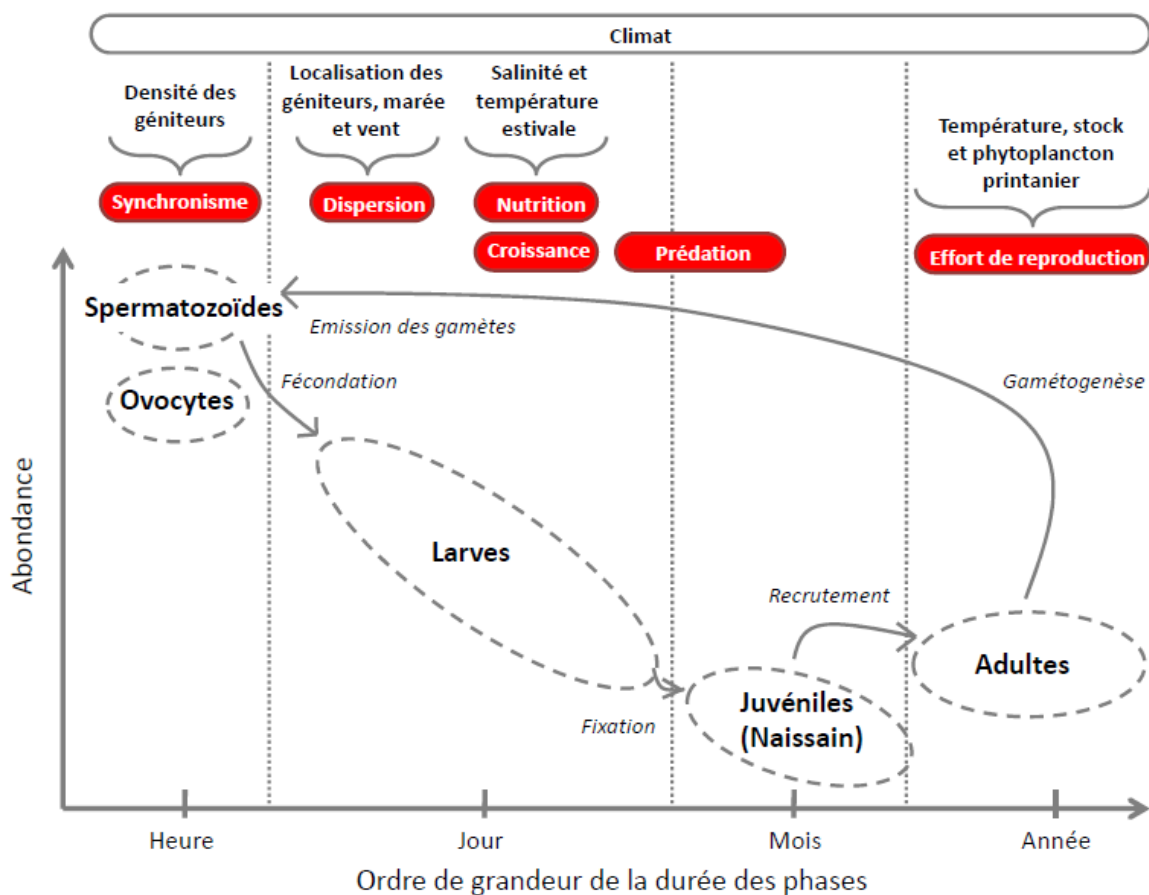 Climat
Densité des
géniteurs
Localisation des
géniteurs, marée
et vent
Salinité et
température
estivale
Température, stock
et phytoplancton
printanier
Synchronisme
Dispersion
Nutrition
Croissance
Prédation
Effort de reproduction
Spermatozoïdes
Emission des gamètes
Fécondation
Gamétogenèse
Ovocytes
Abondance
Larves
Recrutement
Adultes
Juvéniles
(Naissain)
Fixation
Heure
Jour
Mois
Année
Ordre de grandeur de la durée des phases